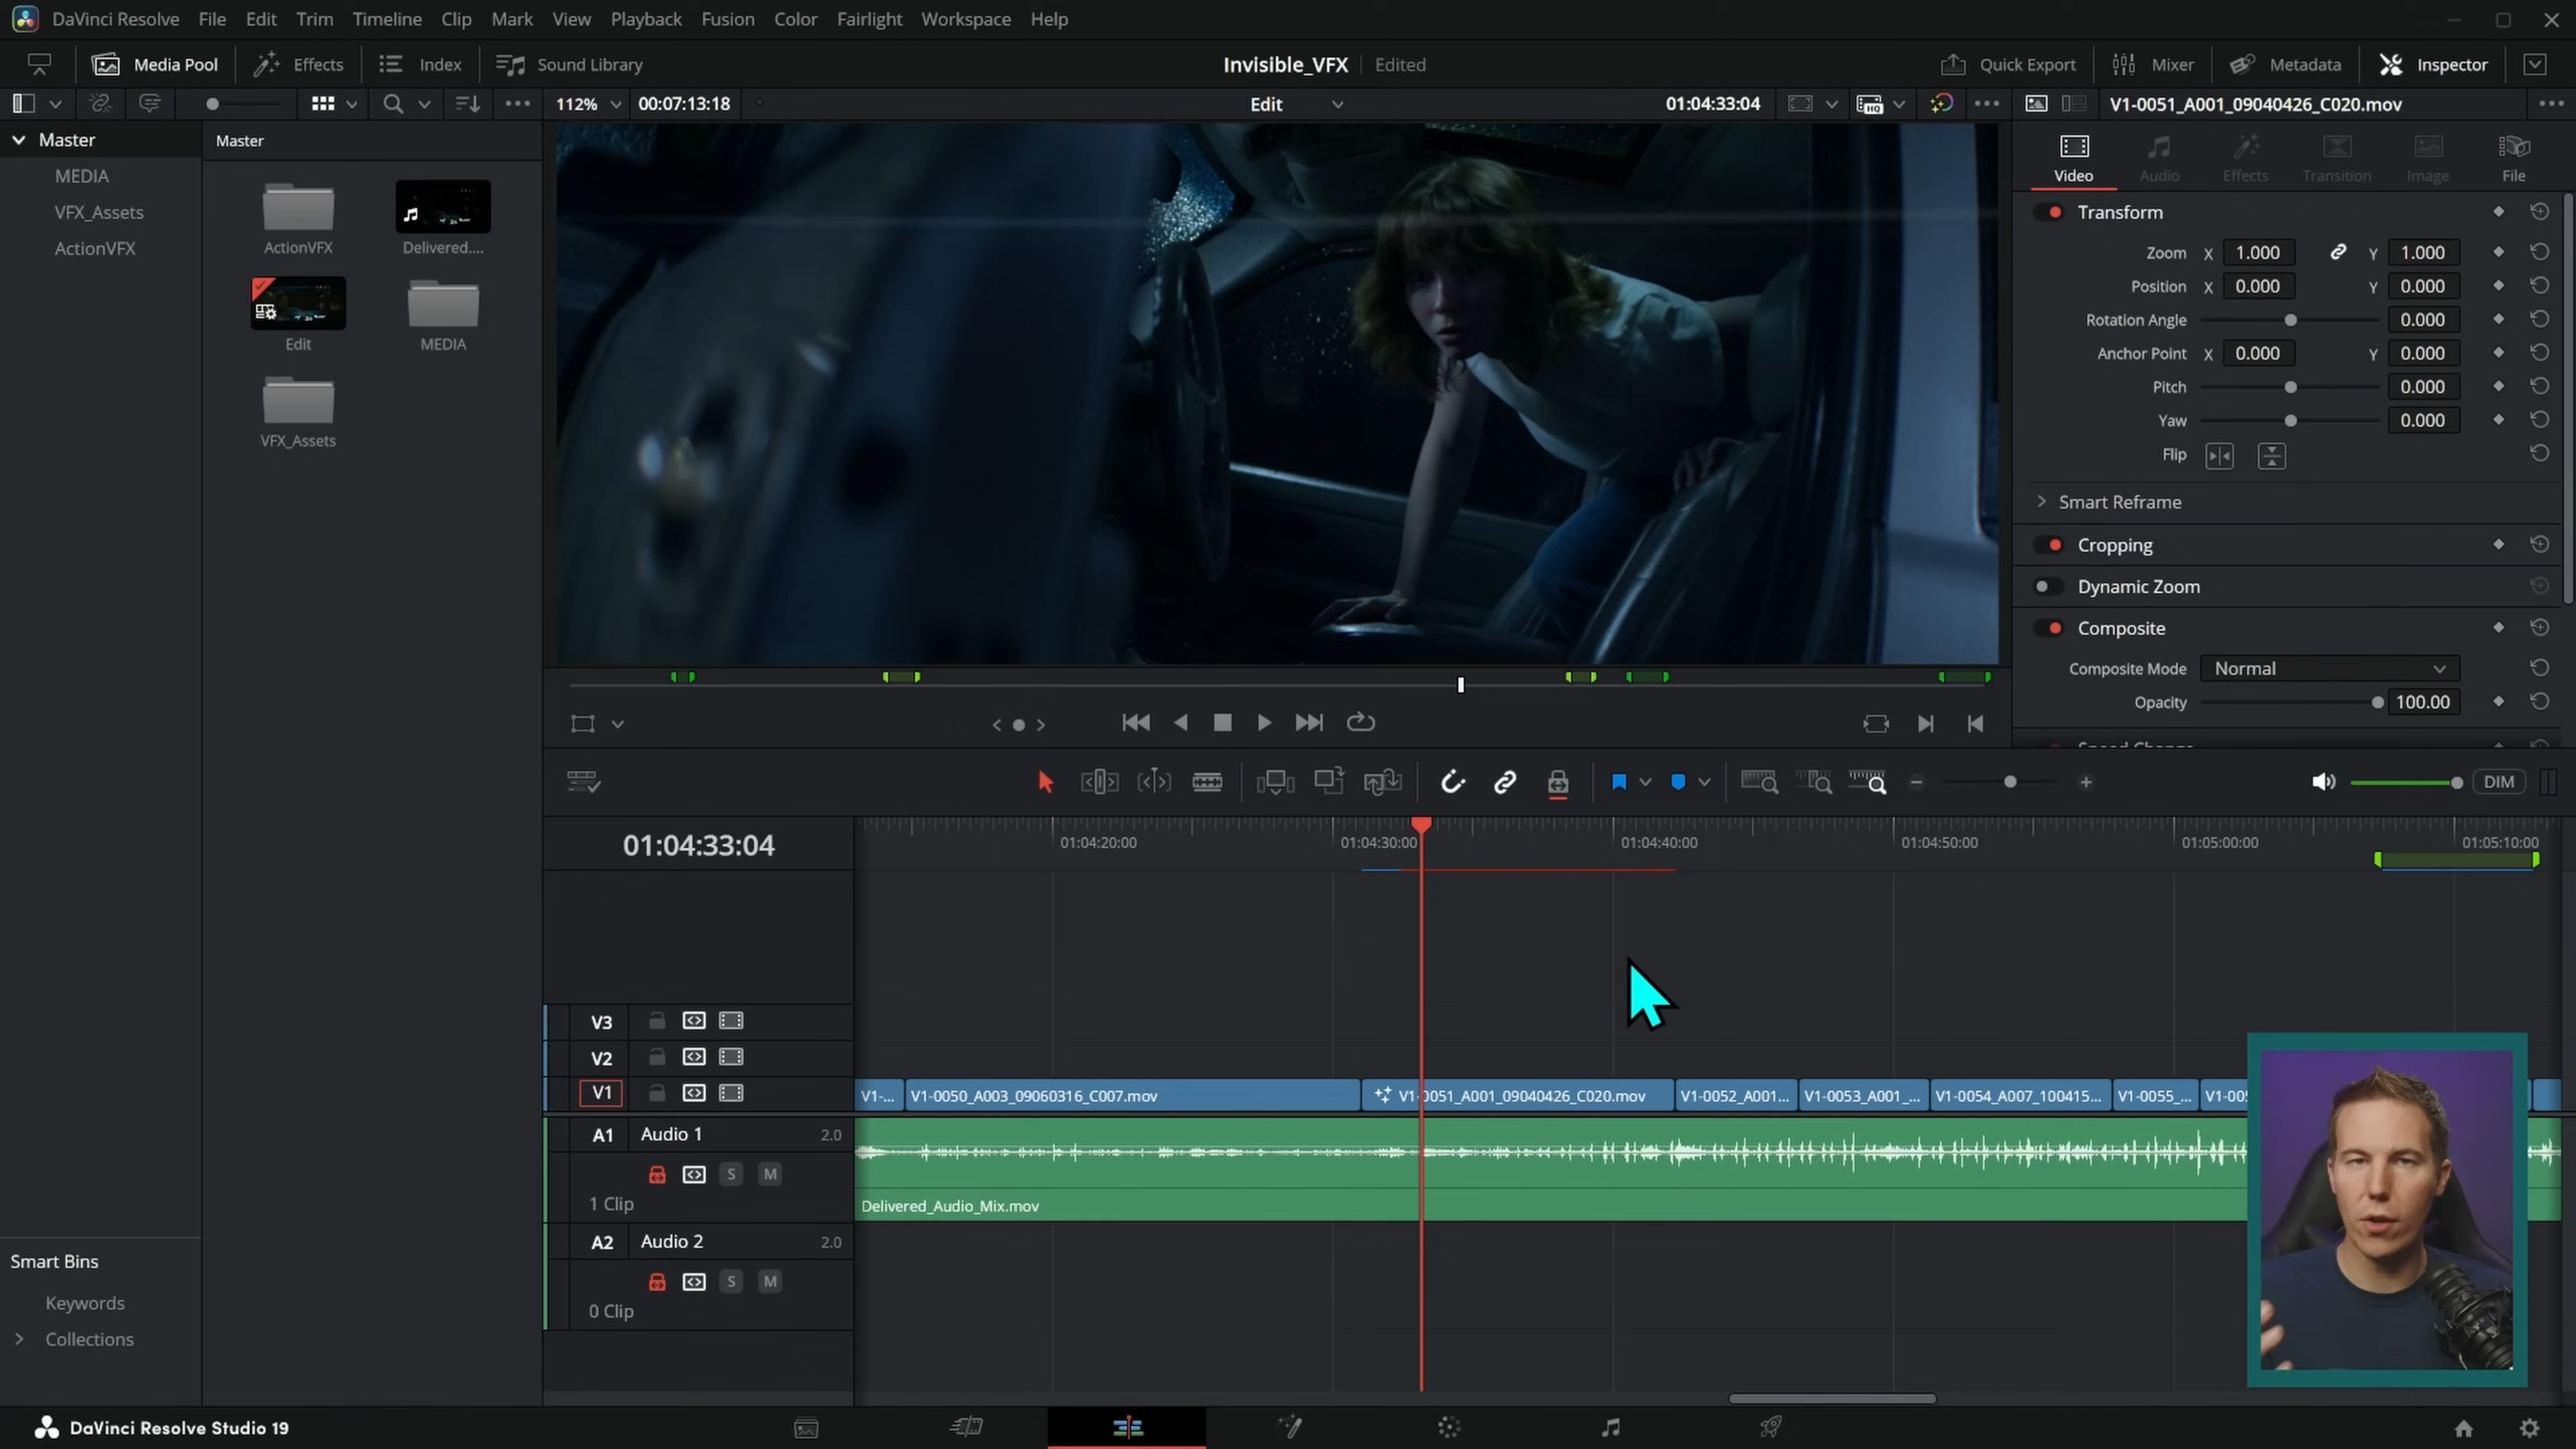 DaVinci Resolve File Edit Trim Timeline Clip Mark View Playback Fusion Color Fairlight Workspace Help
Media Pool Effects Index Sound Library Invisible_VFX Edited Quick Export Mixer Metadata Inspector
112% 00:07:13:18 Edit 01:04:33:04 V1-0051_A001_09040426_C020.mov
Master
MEDIA
VFX_Assets
ActionVFX
Master
ActionVFX Delivered....
Edit MEDIA
VFX_Assets
Video Audio Effects Transition Image File
Transform
Zoom X 1.000 Y 1.000
Position X 0.000 Y 0.000
Rotation Angle 0.000
Anchor Point X 0.000 Y 0.000
Pitch 0.000
Yaw 0.000
Flip
Smart Reframe
Cropping
Dynamic Zoom
Composite
Composite Mode Normal
Opacity 100.00
DIM
01:04:33:04
01:04:20:00 01:04:30:00 01:04:40:00 01:04:50:00 01:05:00:00 01:05:10:00
V3
V2
V1
V1-... V1-0050_A003_09060316_C007.mov V1-0051_A001_09040426_C020.mov V1-0052_A001... V1-0053_A001_... V1-0054_A007_100415... V1-0055_...
A1 Audio 1 2.0
S M
1 Clip
Delivered_Audio_Mix.mov
A2 Audio 2 2.0
S M
0 Clip
Smart Bins
Keywords
Collections
DaVinci Resolve Studio 19